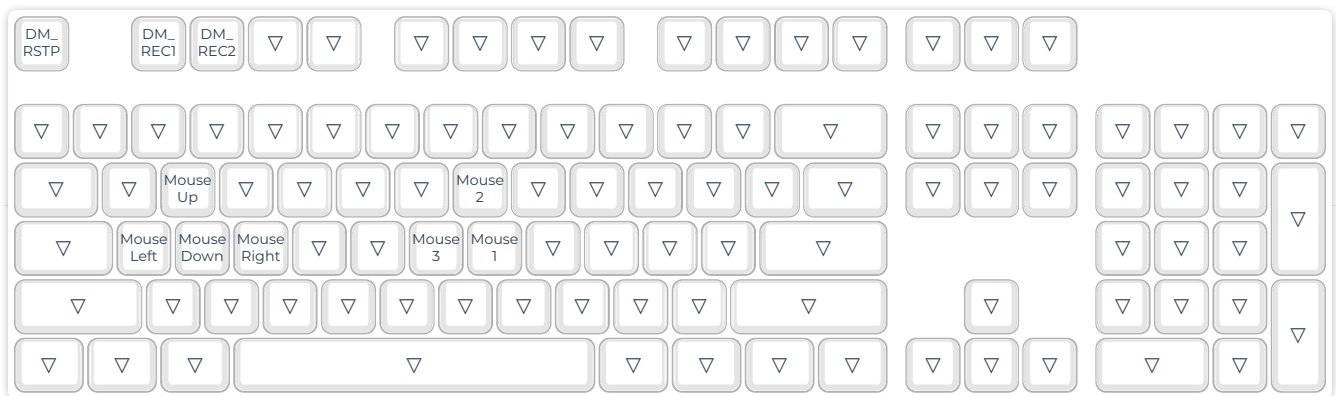 DM_
RSTP
DM_
REC1
DM_
REC2
Mouse
Up
Mouse
2
Mouse
Left
Mouse
Down
Mouse
Right
Mouse
3
Mouse
1